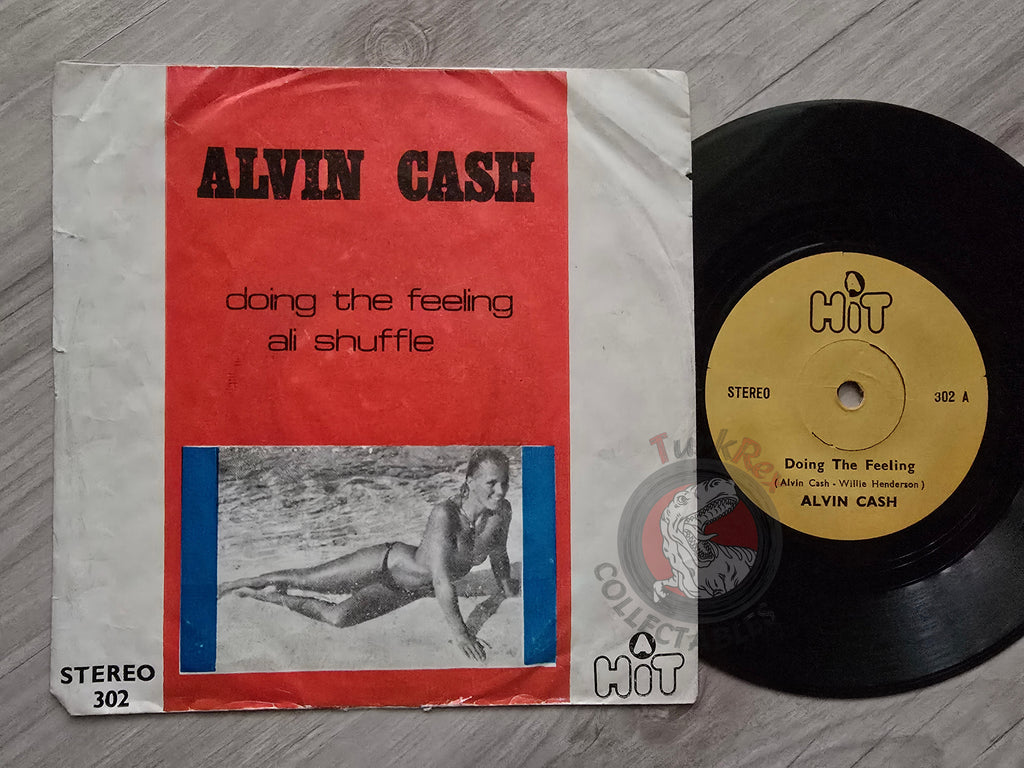 ALVIN CASH
doing the feeling
ali shuffle
STEREO
302
HiT
HiT
STEREO
302 A
Doing The Feeling
(Alvin Cash - Willie Henderson)
ALVIN CASH
TurkRex
COLLECTABLES